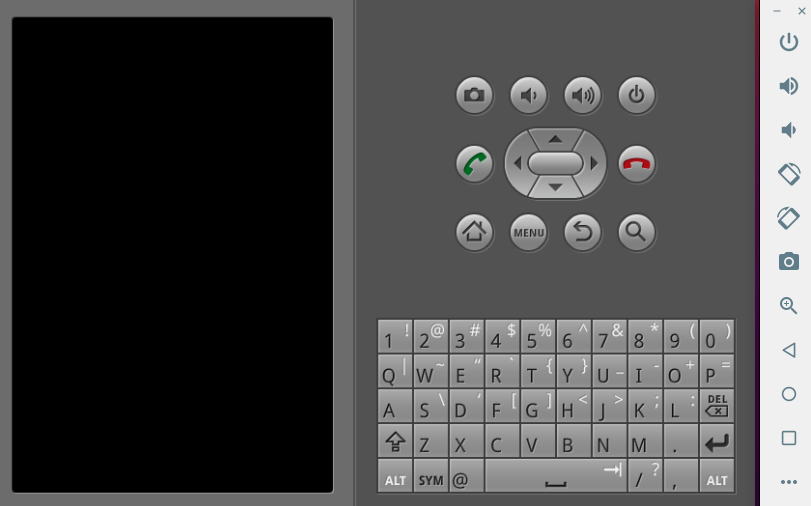 MENU
1 ! 2 @ 3 # 4 $ 5 % 6 ^ 7 & 8 * 9 ( 0 )
Q | W ~ E “ R ` T { Y } U _ I - O + P =
A S \ D ‘ F [ G ] H < J > K ; L : DEL
Z X C V B N M .
ALT SYM @ / ? , ALT